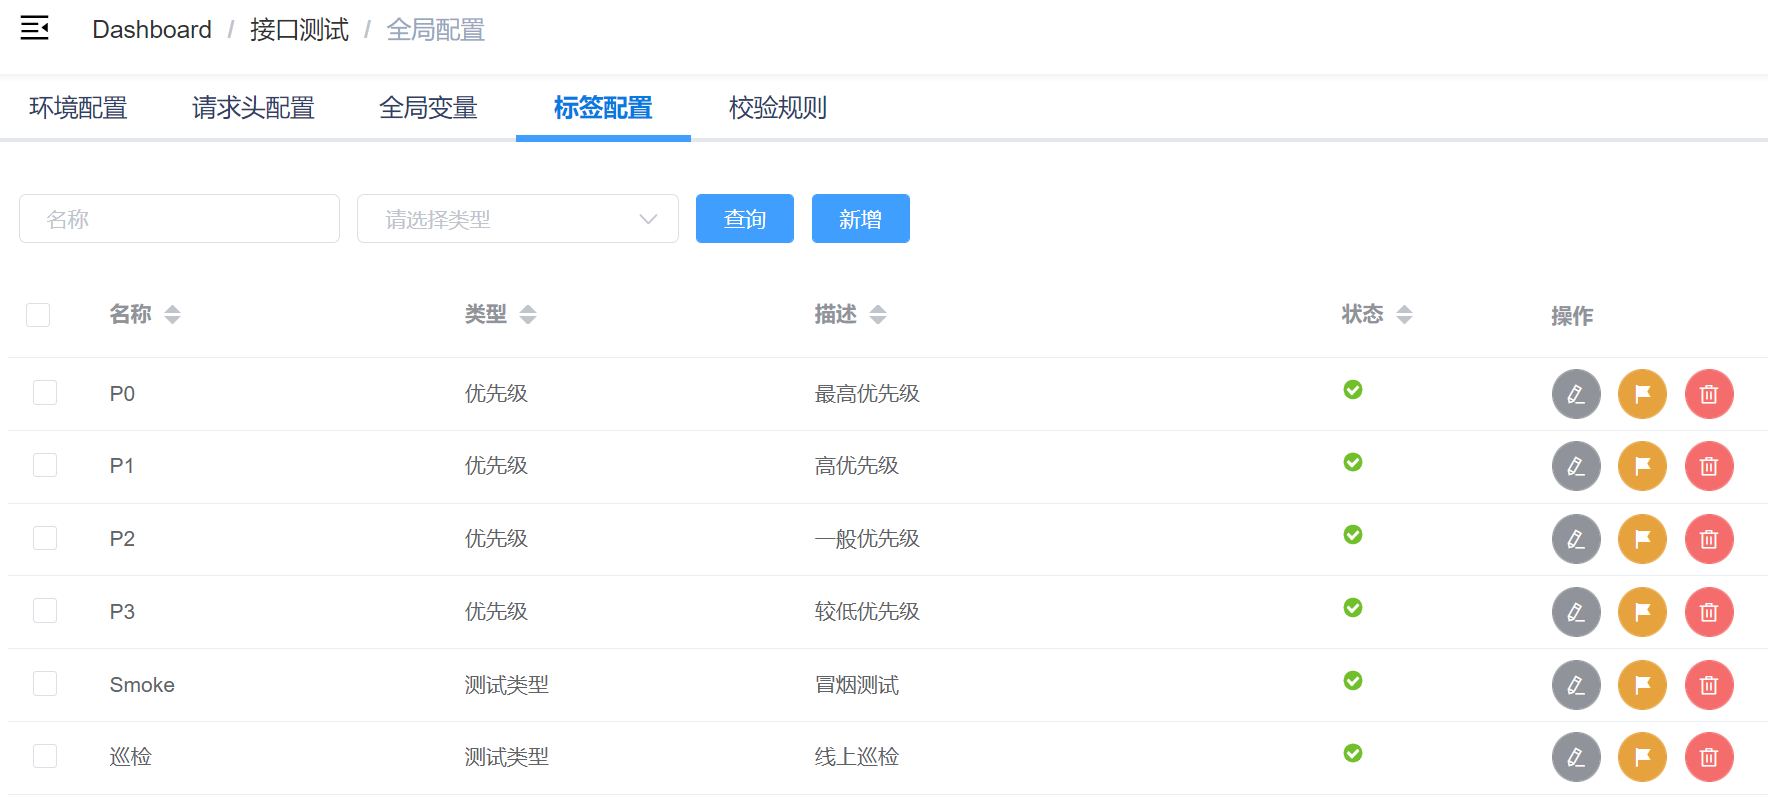 Dashboard / 接口测试 / 全局配置
环境配置 请求头配置 全局变量 标签配置 校验规则
名称 请选择类型 查询 新增
名称 类型 描述 状态 操作
P0 优先级 最高优先级
P1 优先级 高优先级
P2 优先级 一般优先级
P3 优先级 较低优先级
Smoke 测试类型 冒烟测试
巡检 测试类型 线上巡检